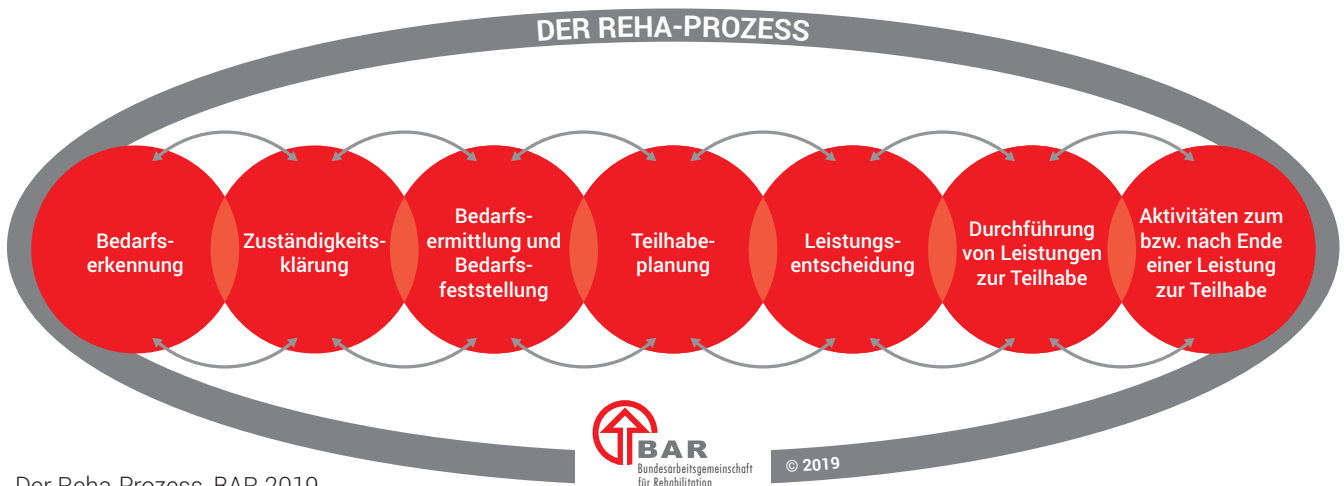 DER REHA-PROZESS
Bedarfs-
erkennung
Zuständigkeits-
klärung
Bedarfs-
ermittlung und
Bedarfs-
feststellung
Teilhabe-
planung
Leistungs-
entscheidung
Durchführung
von Leistungen
zur Teilhabe
Aktivitäten zum
bzw. nach Ende
einer Leistung
zur Teilhabe
BAR
Bundesarbeitsgemeinschaft
für Rehabilitation
© 2019
Der Reha-Prozess, BAR 2019